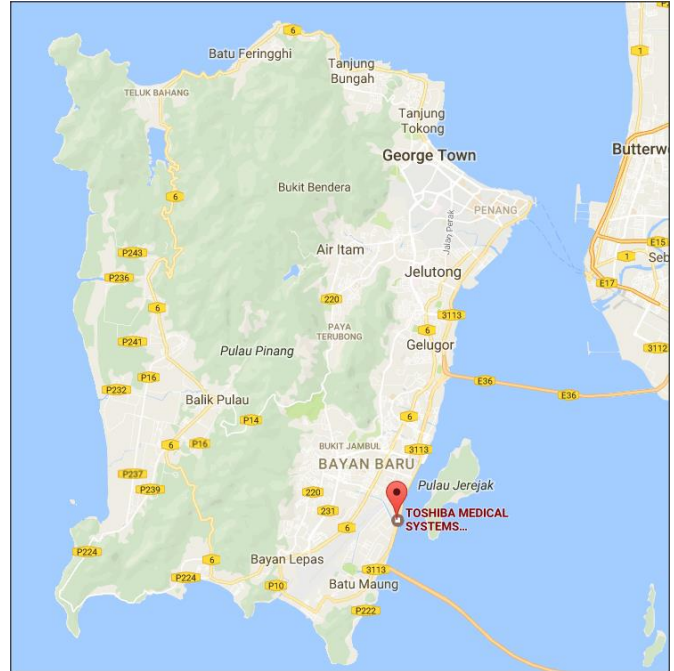 6
Batu Feringghi
Tanjung
Bungah
1
P2
1
TELUK BAHANG
Tanjung
Tokong
George Town
Butterw
Bukit Bendera
PENANG
6
Jalan Perak
Air Itam
E15
1
P243
Jelutong
Seb
P236
E17
220
6
3113
PAYA
TERUBONG
6
P241
Gelugor
3112
Pulau Pinang
P16
E36
P232
E36
Balik Pulau
P14
6
6
P16
BUKIT JAMBUL
3113
BAYAN BARU
P237
Pulau Jerejak
P239
220
231
TOSHIBA MEDICAL
SYSTEMS...
6
P224
Bayan Lepas
6
3113
P224
P10
Batu Maung
P222